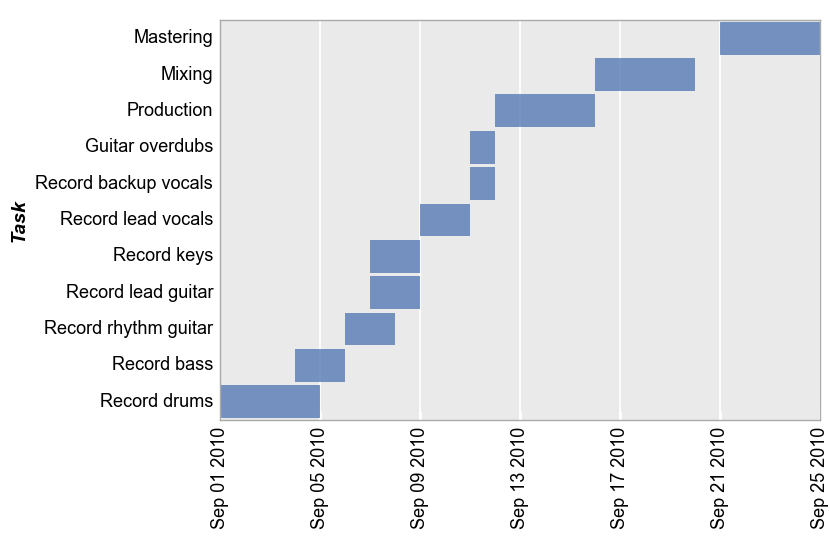 Mastering
Mixing
Production
Guitar overdubs
Record backup vocals
Task
Record lead vocals
Record keys
Record lead guitar
Record rhythm guitar
Record bass
Record drums
Sep 01 2010
Sep 05 2010
Sep 09 2010
Sep 13 2010
Sep 17 2010
Sep 21 2010
Sep 25 2010